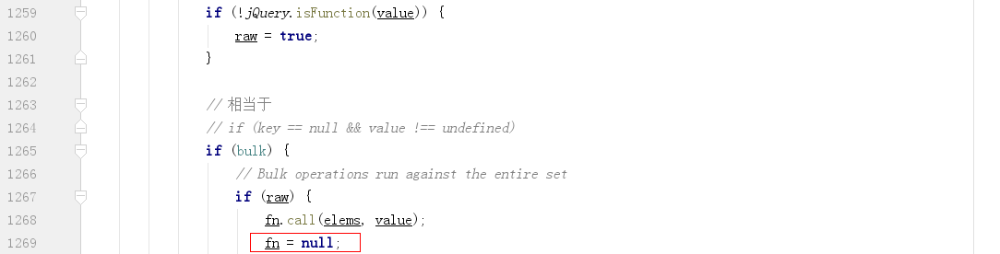 1259 if (!jQuery.isFunction(value)) {
1260 raw = true;
1261 }
1262
1263 // 相当于
1264 // if (key == null && value !== undefined)
1265 if (bulk) {
1266 // Bulk operations run against the entire set
1267 if (raw) {
1268 fn.call(elems, value);
1269 fn = null;